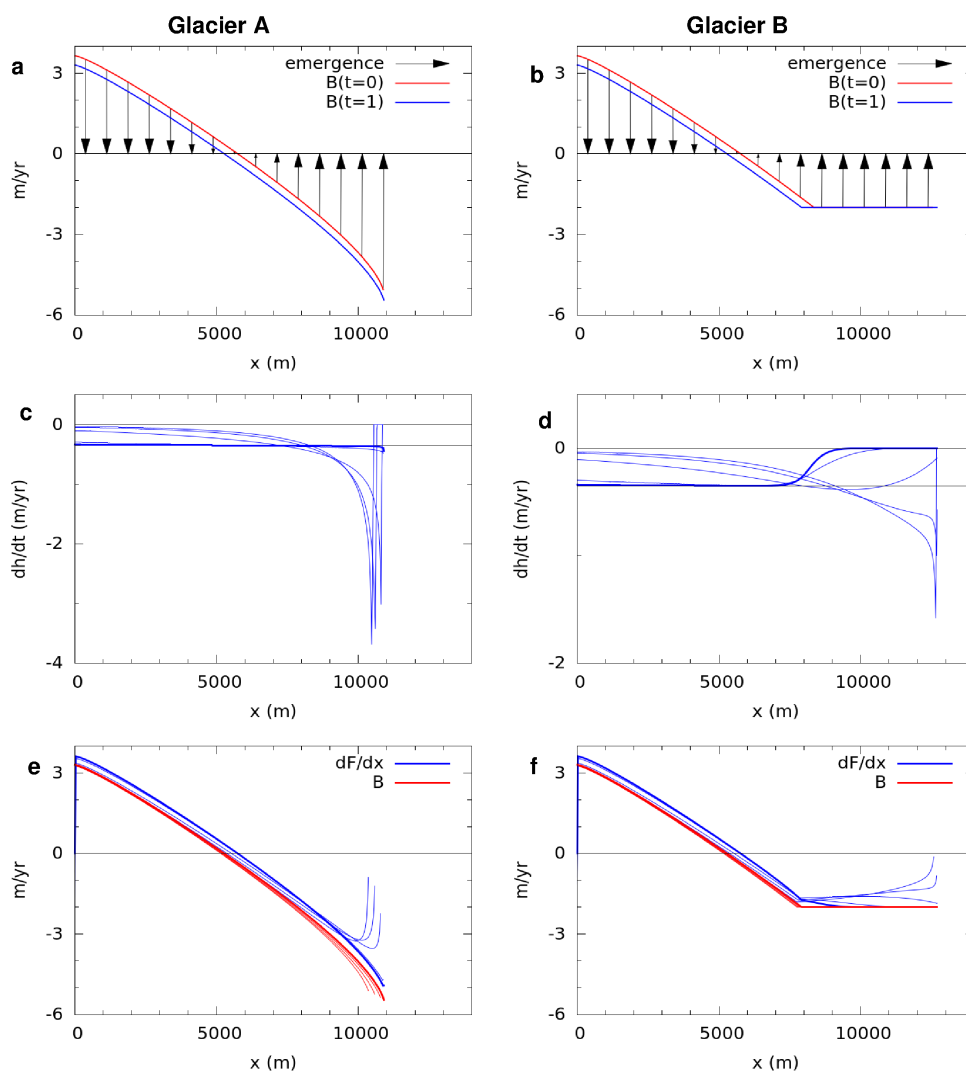 Glacier A
Glacier B
a
emergence
B(t=0)
B(t=1)
3
0
-3
-6
m/yr
0 5000 10000
x (m)
b
emergence
B(t=0)
B(t=1)
3
0
-3
-6
m/yr
0 5000 10000
x (m)
c
0
-2
-4
dh/dt (m/yr)
0 5000 10000
x (m)
d
0
-2
dh/dt (m/yr)
0 5000 10000
x (m)
e
dF/dx
B
3
0
-3
-6
m/yr
0 5000 10000
x (m)
f
dF/dx
B
3
0
-3
-6
m/yr
0 5000 10000
x (m)